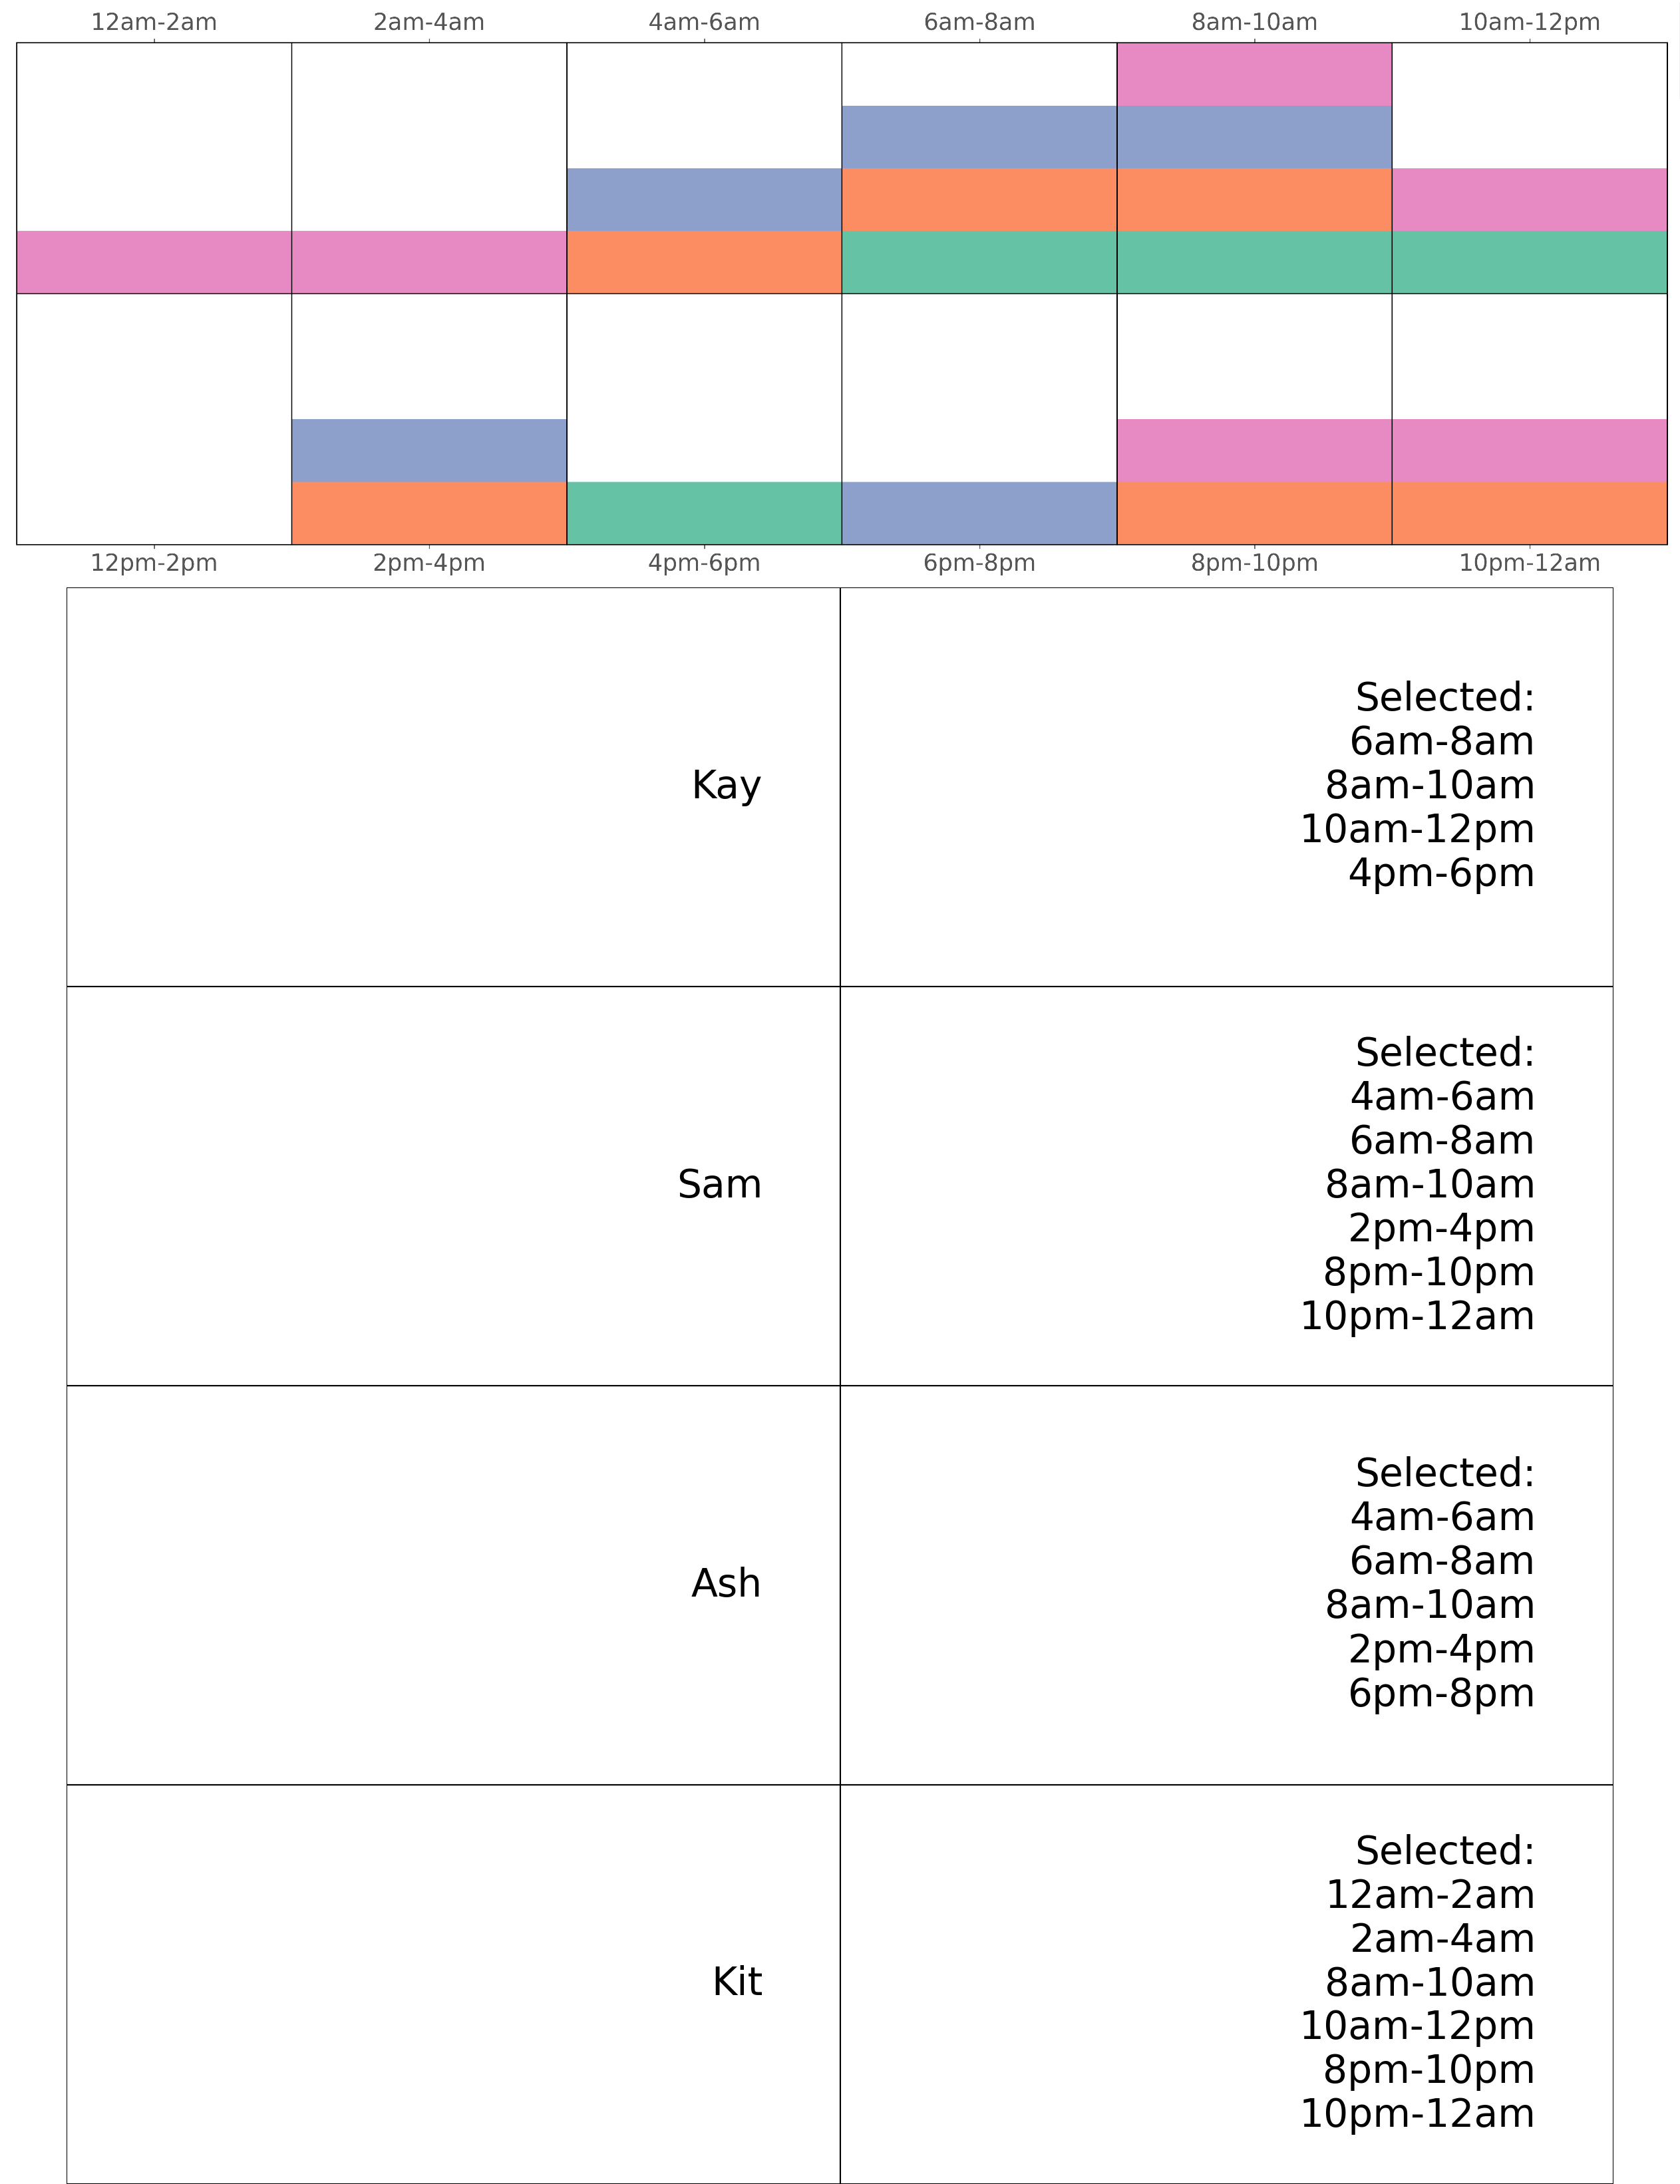 12am-2am 2am-4am 4am-6am 6am-8am 8am-10am 10am-12pm
12pm-2pm 2pm-4pm 4pm-6pm 6pm-8pm 8pm-10pm 10pm-12am
Kay
Selected:
6am-8am
8am-10am
10am-12pm
4pm-6pm
Sam
Selected:
4am-6am
6am-8am
8am-10am
2pm-4pm
8pm-10pm
10pm-12am
Ash
Selected:
4am-6am
6am-8am
8am-10am
2pm-4pm
6pm-8pm
Kit
Selected:
12am-2am
2am-4am
8am-10am
10am-12pm
8pm-10pm
10pm-12am